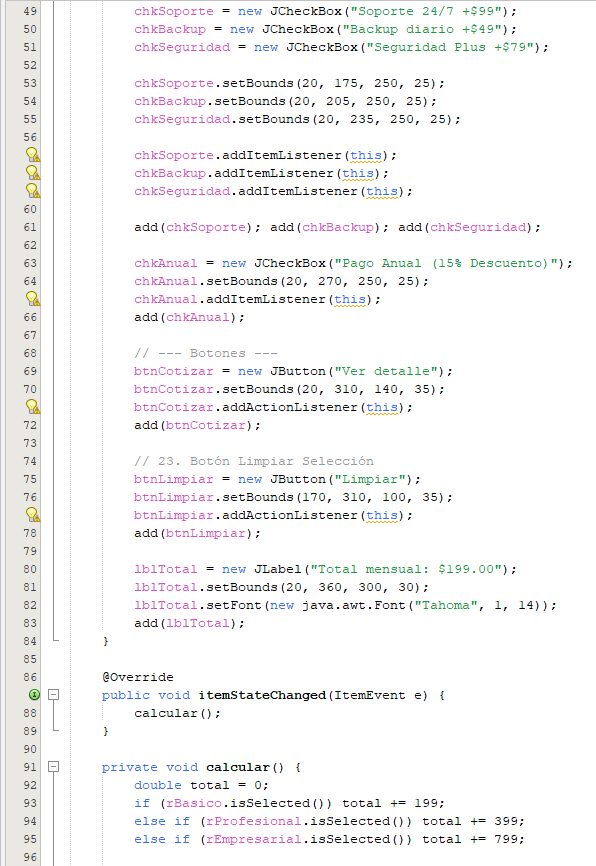 49 chkSoporte = new JCheckBox("Soporte 24/7 +$99");
50 chkBackup = new JCheckBox("Backup diario +$49");
51 chkSeguridad = new JCheckBox("Seguridad Plus +$79");
52
53 chkSoporte.setBounds(20, 175, 250, 25);
54 chkBackup.setBounds(20, 205, 250, 25);
55 chkSeguridad.setBounds(20, 235, 250, 25);
56
chkSoporte.addItemListener(this);
chkBackup.addItemListener(this);
chkSeguridad.addItemListener(this);
60
61 add(chkSoporte); add(chkBackup); add(chkSeguridad);
62
63 chkAnual = new JCheckBox("Pago Anual (15% Descuento)");
64 chkAnual.setBounds(20, 270, 250, 25);
chkAnual.addItemListener(this);
66 add(chkAnual);
67
68 // --- Botones ---
69 btnCotizar = new JButton("Ver detalle");
70 btnCotizar.setBounds(20, 310, 140, 35);
btnCotizar.addActionListener(this);
72 add(btnCotizar);
73
74 // 23. Botón Limpiar Selección
75 btnLimpiar = new JButton("Limpiar");
76 btnLimpiar.setBounds(170, 310, 100, 35);
btnLimpiar.addActionListener(this);
78 add(btnLimpiar);
79
80 lblTotal = new JLabel("Total mensual: $199.00");
81 lblTotal.setBounds(20, 360, 300, 30);
82 lblTotal.setFont(new java.awt.Font("Tahoma", 1, 14));
83 add(lblTotal);
84 }
85
86 @Override
public void itemStateChanged(ItemEvent e) {
88 calcular();
89 }
90
91 private void calcular() {
92 double total = 0;
93 if (rBasico.isSelected()) total += 199;
94 else if (rProfesional.isSelected()) total += 399;
95 else if (rEmpresarial.isSelected()) total += 799;
96